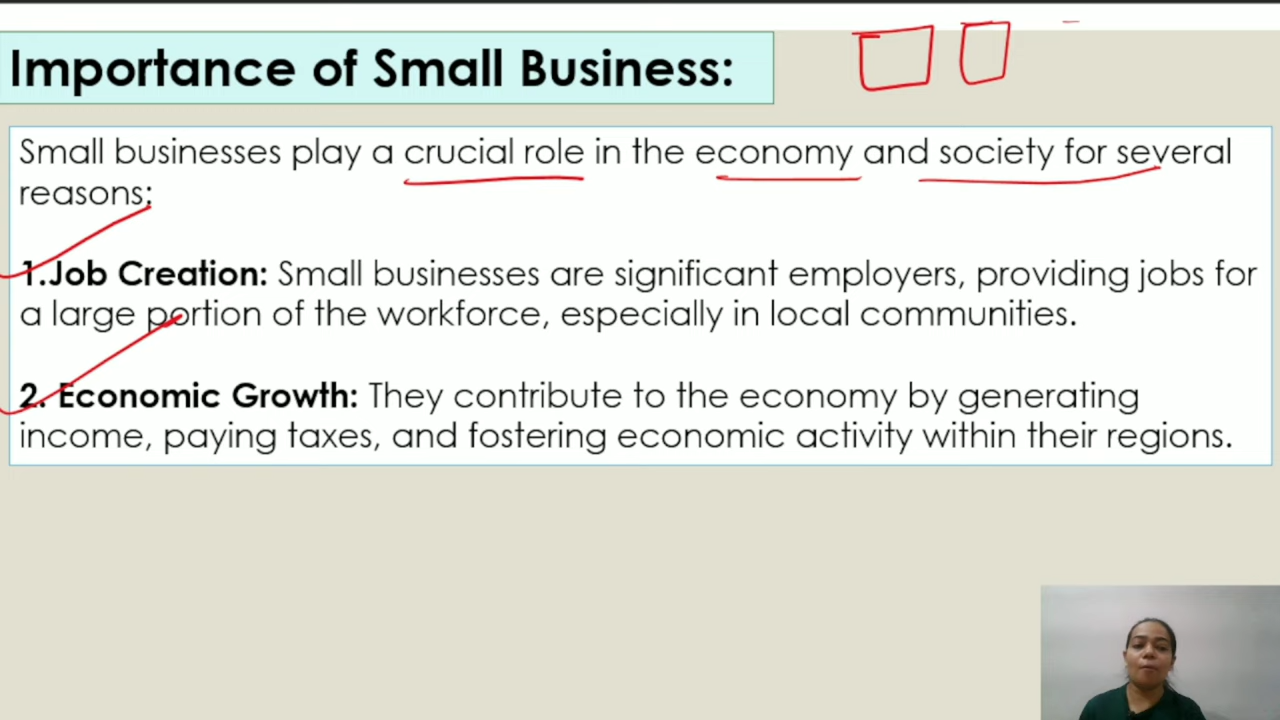 Importance of Small Business:
Small businesses play a crucial role in the economy and society for several
reasons:
1.Job Creation: Small businesses are significant employers, providing jobs for
a large portion of the workforce, especially in local communities.
2. Economic Growth: They contribute to the economy by generating
income, paying taxes, and fostering economic activity within their regions.